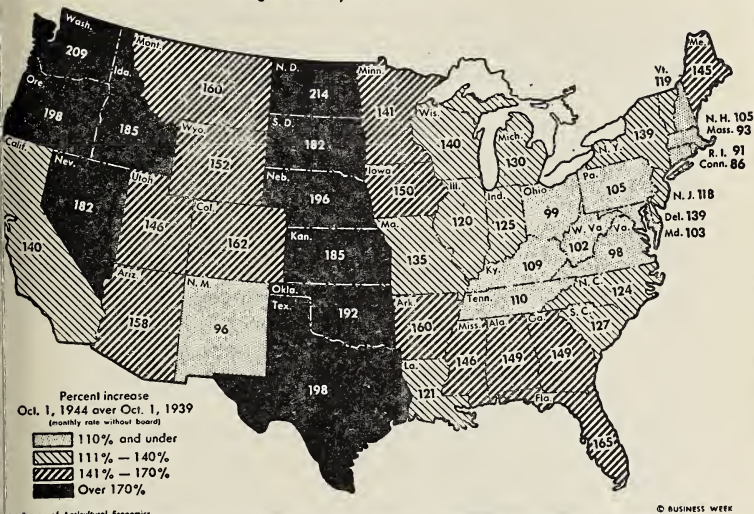 Wash.
209
Ore.
198
Ida.
185
Mont.
160
N. D.
214
Minn.
141
Wyo.
152
S. D.
182
Wis.
140
Mich.
130
Calif.
140
Nev.
182
Utah
146
Col.
162
Neb.
196
Iowa
150
Ill.
120
Ind.
125
Ohio
99
Pa.
105
N. Y.
139
Vt.
119
Me.
145
N. H. 105
Mass. 93
R. I. 91
Conn. 86
N. J. 118
Del. 139
Md. 103
W. Va.
102
Va.
98
Kan.
185
Mo.
135
Ky.
109
Ariz.
158
N. M.
96
Okla.
192
Tex.
198
Ark.
160
Tenn.
110
N. C.
124
S. C.
127
Miss.
146
Ala.
149
Ga.
149
La.
121
Fla.
165
Percent increase
Oct. 1, 1944 over Oct. 1, 1939
(monthly rate without board)
110% and under
111% — 140%
141% — 170%
Over 170%
of Agricultural Economics
© BUSINESS WEEK